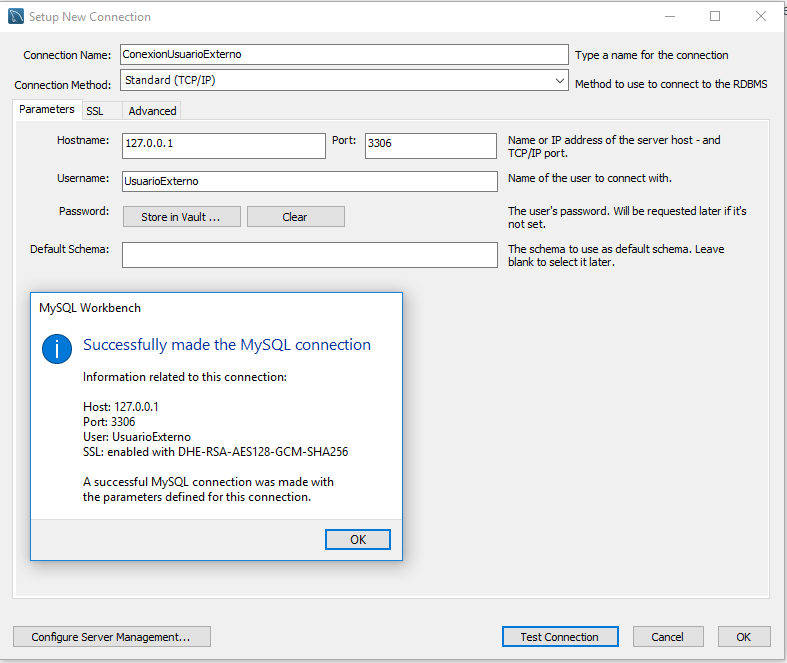 Setup New Connection
Connection Name: ConexionUsuarioExterno Type a name for the connection
Connection Method: Standard (TCP/IP) Method to use to connect to the RDBMS
Parameters SSL Advanced
Hostname: 127.0.0.1 Port: 3306 Name or IP address of the server host - and
TCP/IP port.
Username: UsuarioExterno Name of the user to connect with.
Password: Store in Vault ... Clear The user's password. Will be requested later if it's
not set.
Default Schema: The schema to use as default schema. Leave
blank to select it later.
MySQL Workbench
Successfully made the MySQL connection
Information related to this connection:
Host: 127.0.0.1
Port: 3306
User: UsuarioExterno
SSL: enabled with DHE-RSA-AES128-GCM-SHA256
A successful MySQL connection was made with
the parameters defined for this connection.
OK
Configure Server Management... Test Connection Cancel OK